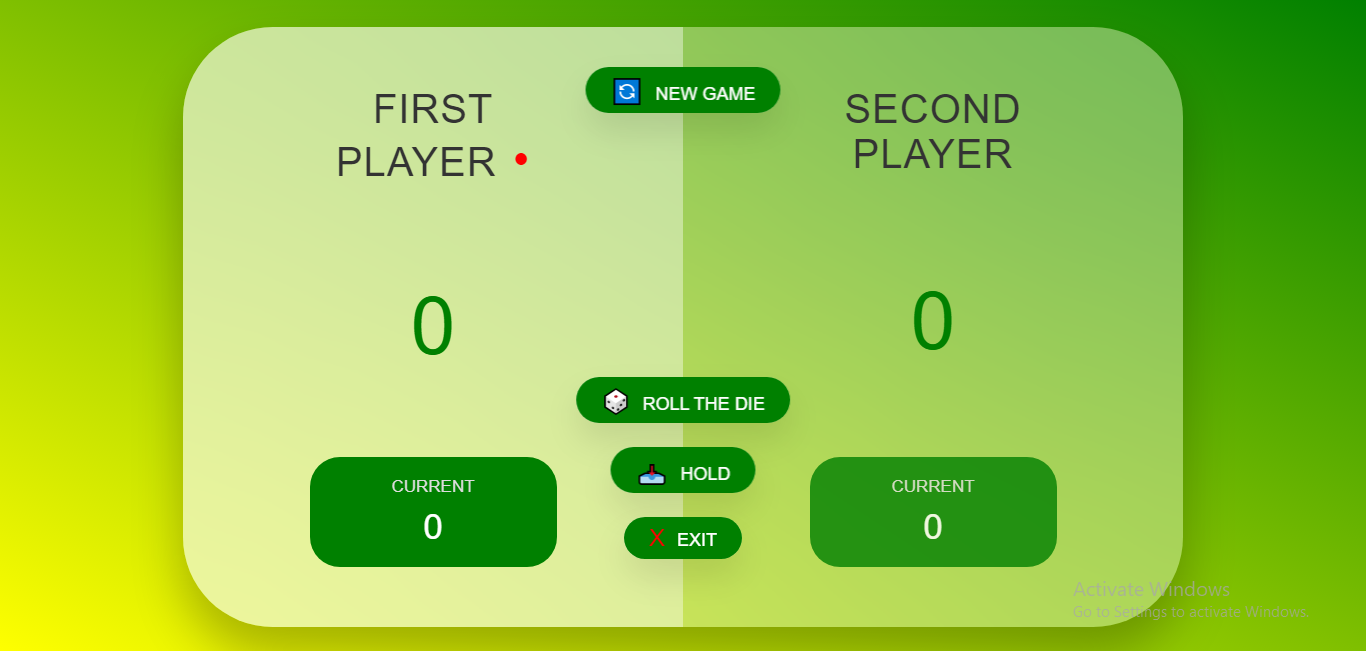 NEW GAME
FIRST
PLAYER
0
CURRENT
0
SECOND
PLAYER
0
CURRENT
0
ROLL THE DIE
HOLD
X EXIT
Activate Windows
Go to Settings to activate Windows.